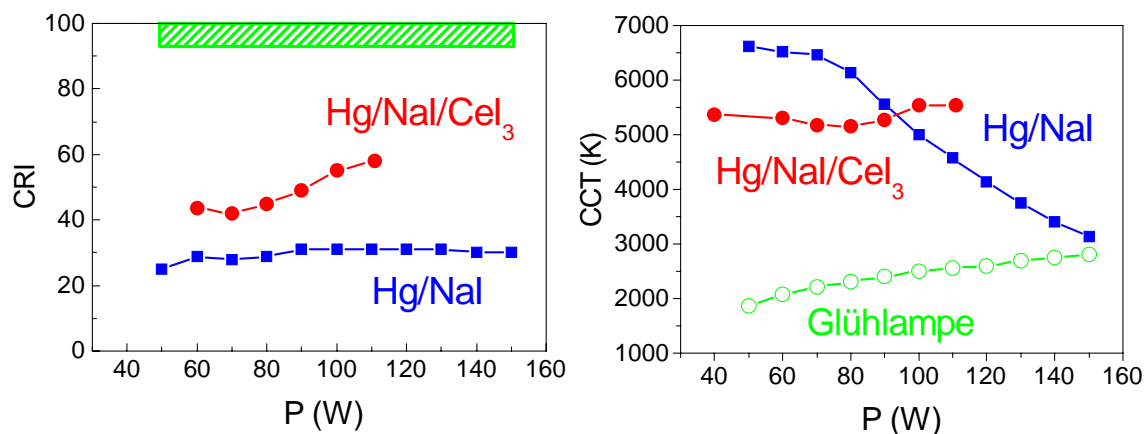 100
80
60
40
20
0
CRI
Hg/NaI/CeI₃
Hg/NaI
40 60 80 100 120 140 160
P (W)
7000
6000
5000
4000
3000
2000
1000
CCT (K)
Hg/NaI
Hg/NaI/CeI₃
Glühlampe
40 60 80 100 120 140 160
P (W)